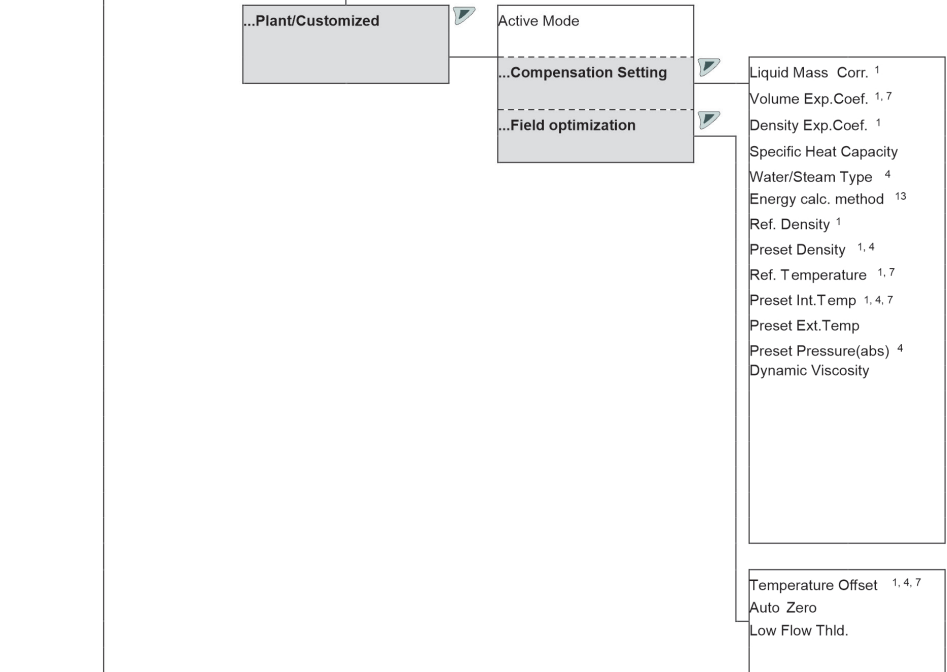 ...Plant/Customized
Active Mode
...Compensation Setting
...Field optimization
Liquid Mass Corr. 1
Volume Exp.Coef. 1, 7
Density Exp.Coef. 1
Specific Heat Capacity
Water/Steam Type 4
Energy calc. method 13
Ref. Density 1
Preset Density 1, 4
Ref. Temperature 1, 7
Preset Int.Temp 1, 4, 7
Preset Ext.Temp
Preset Pressure(abs) 4
Dynamic Viscosity
Temperature Offset 1, 4, 7
Auto Zero
Low Flow Thld.